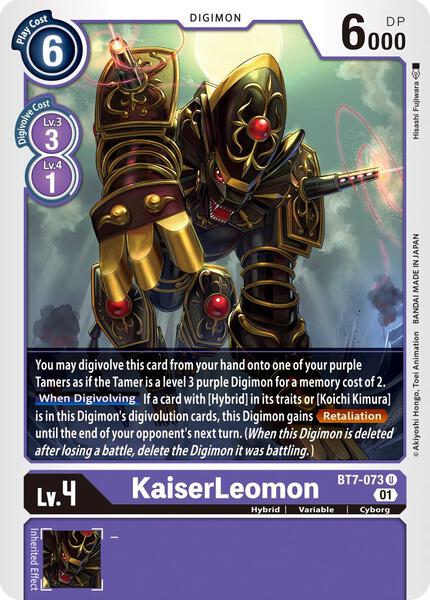 Play Cost
6
DIGIMON
6000
DP
Digivolve Cost
Lv.3
3
Lv.4
1
Hisashi Fujiwara
© Akiyoshi Hongo, Toei Animation BANDAI MADE IN JAPAN
You may digivolve this card from your hand onto one of your purple
Tamers as if the Tamer is a level 3 purple Digimon for a memory cost of 2.
When Digivolving If a card with [Hybrid] in its traits or [Koichi Kimura]
is in this Digimon's digivolution cards, this Digimon gains Retaliation
until the end of your opponent's next turn. (When this Digimon is deleted
after losing a battle, delete the Digimon it was battling.)
Lv.4
KaiserLeomon
BT7-073 U
01
Hybrid | Variable | Cyborg
Inherited Effect
–